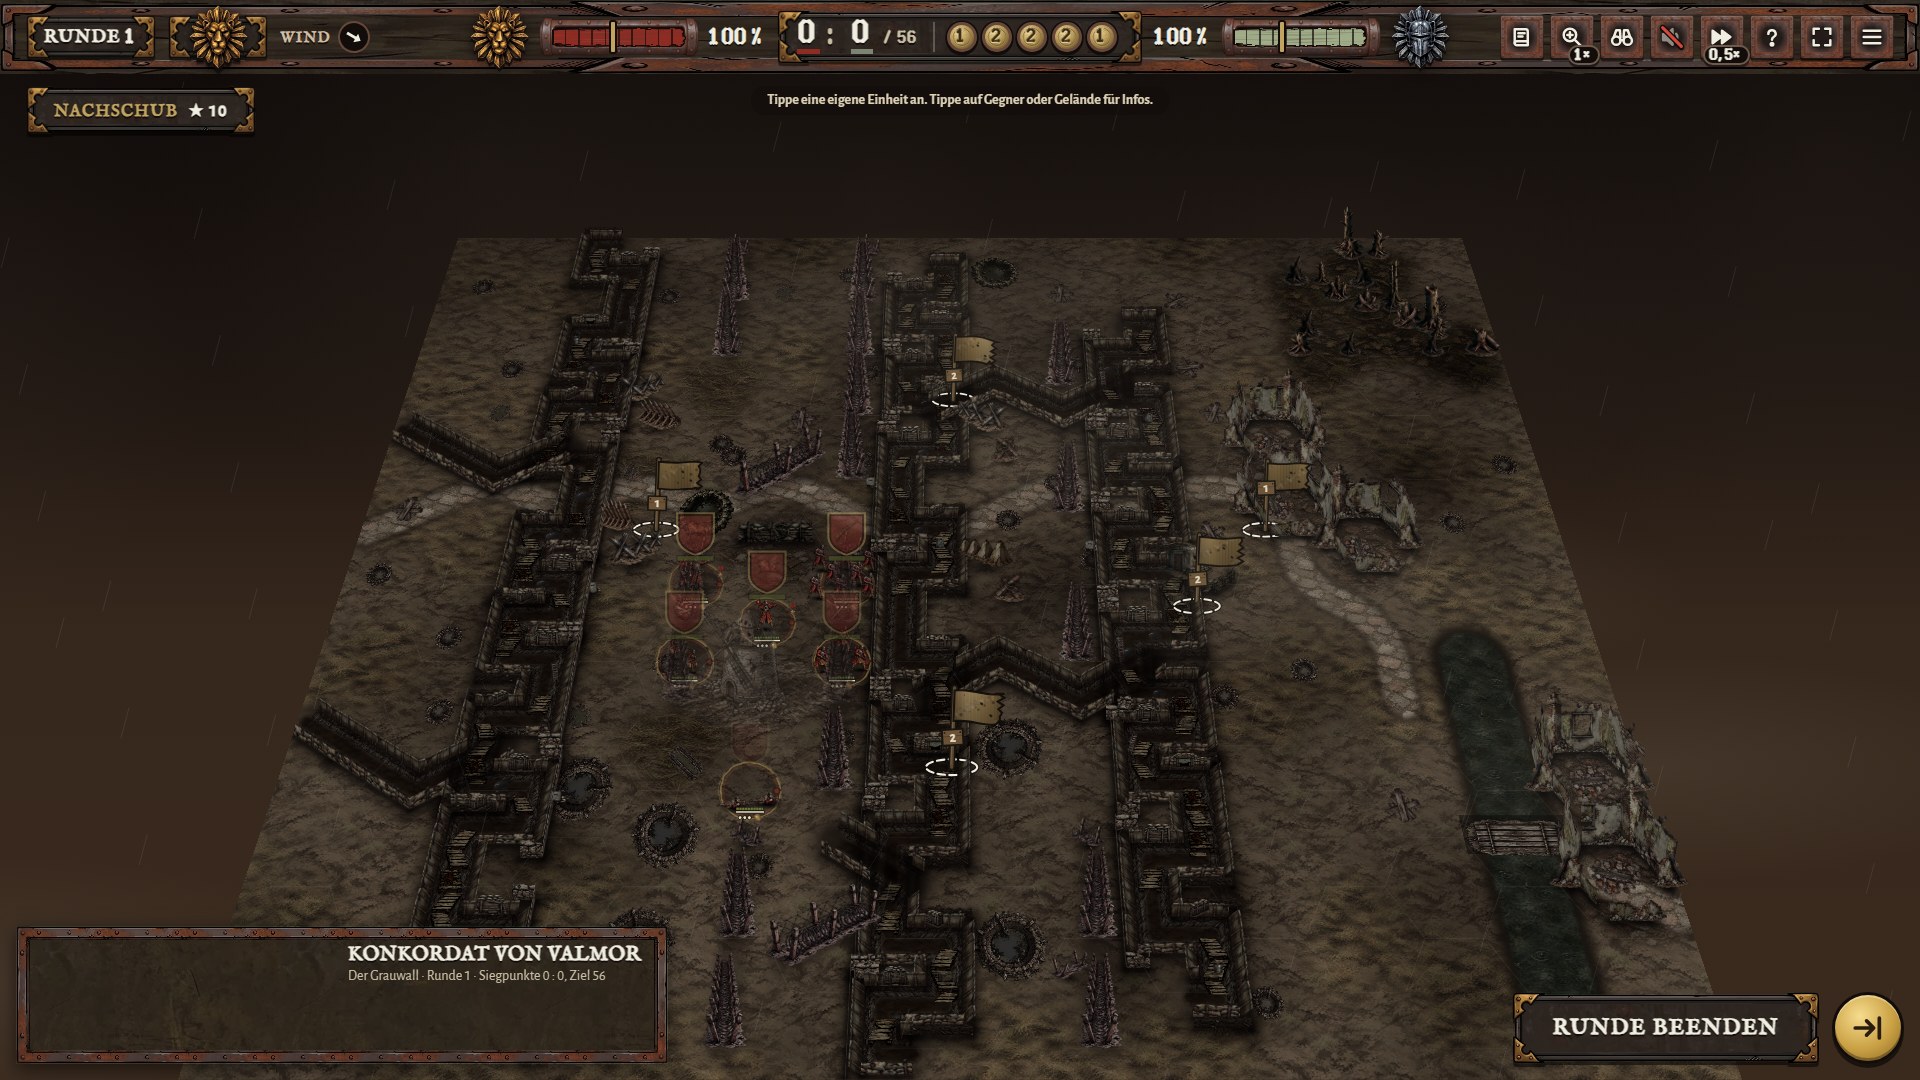 RUNDE 1
WIND
100%
0 : 0 / 56
1 2 2 2 1
100%
1×
0,5×
?
NACHSCHUB ★ 10
Tippe eine eigene Einheit an. Tippe auf Gegner oder Gelände für Infos.
2
1
1
2
2
KONKORDAT VON VALMOR
Der Grauwall · Runde 1 · Siegpunkte 0 : 0, Ziel 56
RUNDE BEENDEN